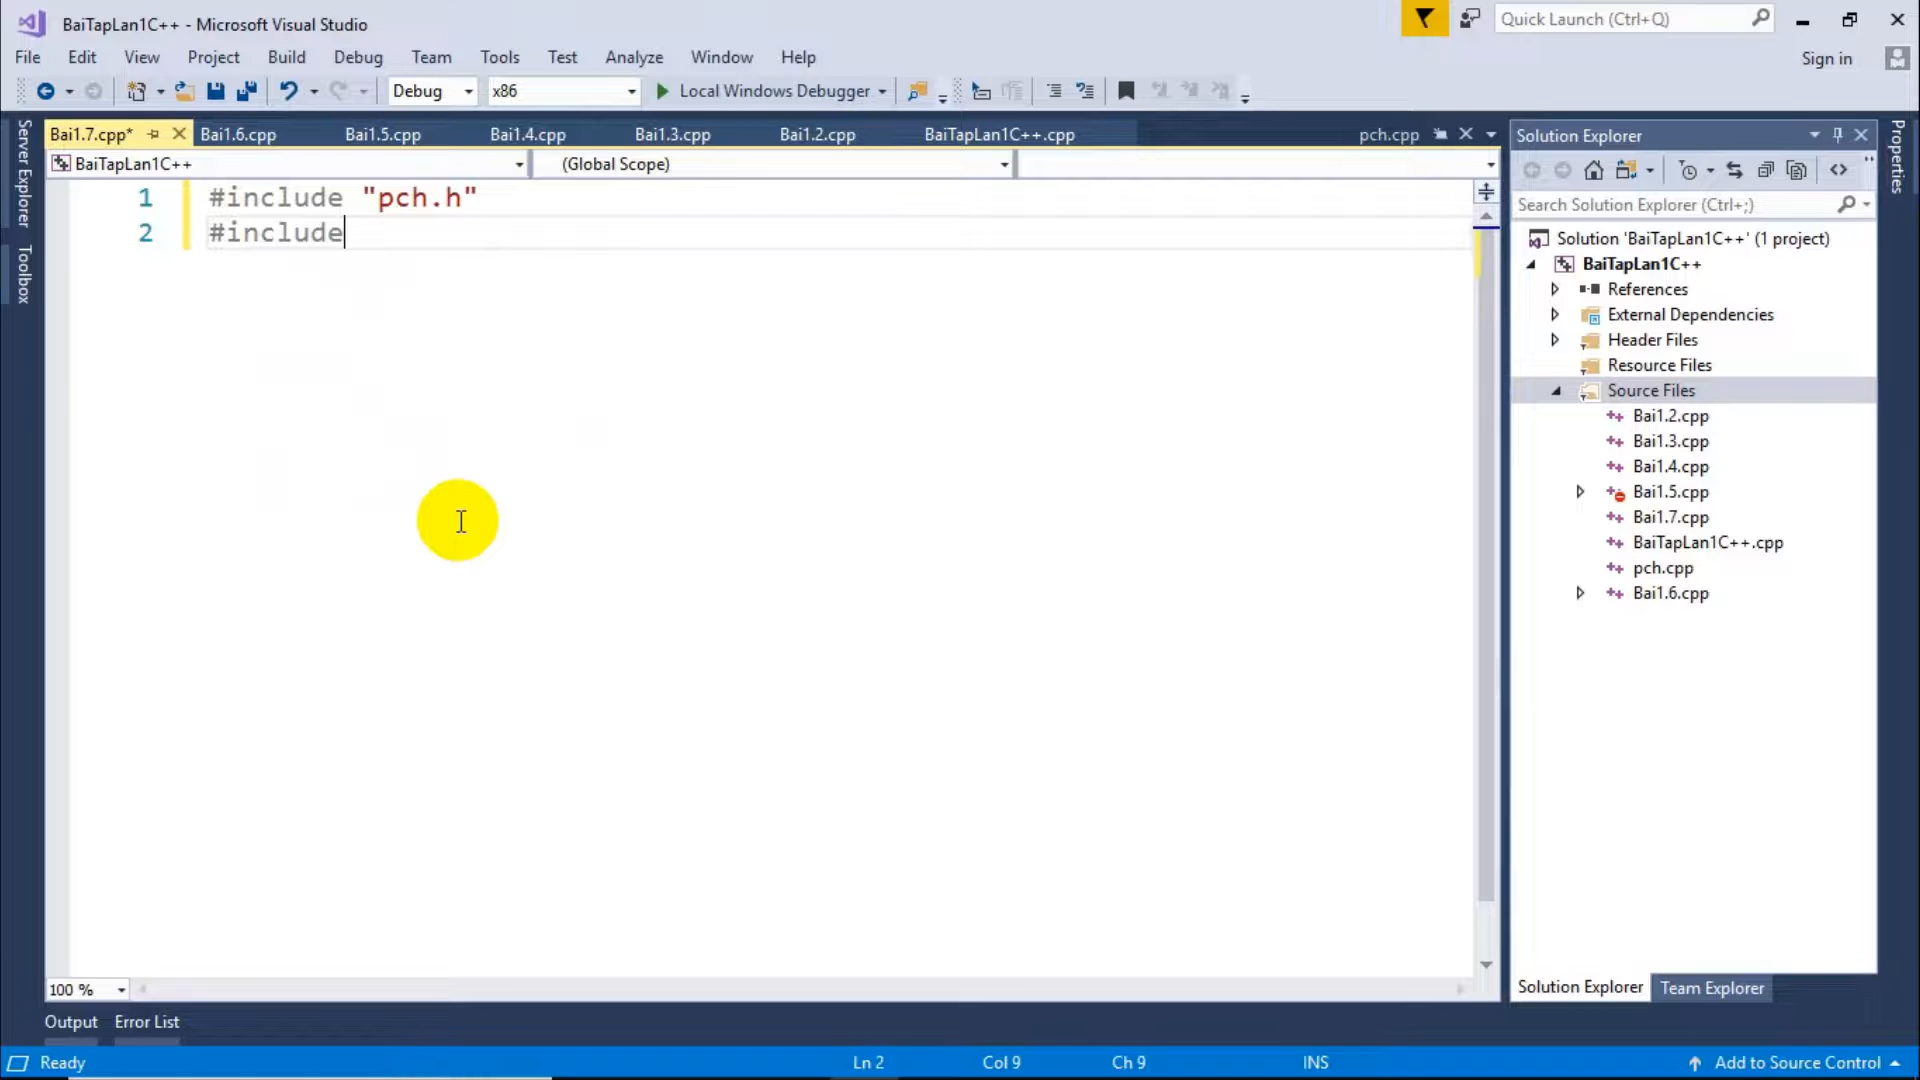 BaiTapLan1C++ - Microsoft Visual Studio
Quick Launch (Ctrl+Q)
File Edit View Project Build Debug Team Tools Test Analyze Window Help
Sign in
Debug x86 Local Windows Debugger
Bai1.7.cpp* Bai1.6.cpp Bai1.5.cpp Bai1.4.cpp Bai1.3.cpp Bai1.2.cpp BaiTapLan1C++.cpp pch.cpp
BaiTapLan1C++ (Global Scope)
Server Explorer
Toolbox
1 #include "pch.h"
2 #include
Solution Explorer
Search Solution Explorer (Ctrl+;)
Solution 'BaiTapLan1C++' (1 project)
BaiTapLan1C++
References
External Dependencies
Header Files
Resource Files
Source Files
Bai1.2.cpp
Bai1.3.cpp
Bai1.4.cpp
Bai1.5.cpp
Bai1.7.cpp
BaiTapLan1C++.cpp
pch.cpp
Bai1.6.cpp
Solution Explorer Team Explorer
Properties
100 %
Output Error List
Ready Ln 2 Col 9 Ch 9 INS Add to Source Control